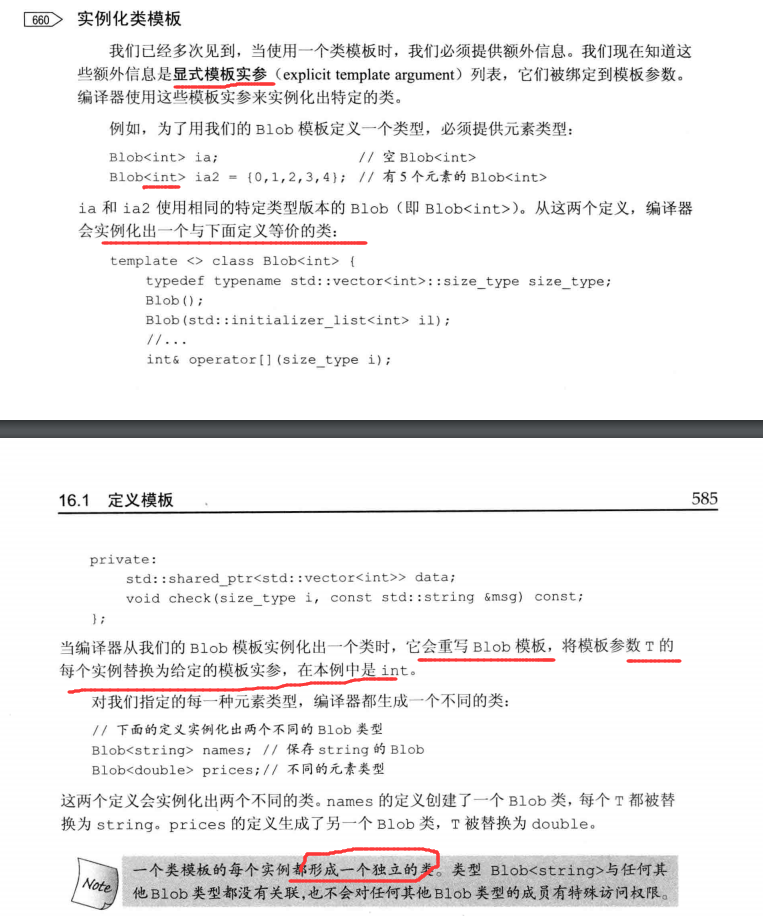 660 实例化类模板
我们已经多次见到，当使用一个类模板时，我们必须提供额外信息。我们现在知道这
些额外信息是显式模板实参（explicit template argument）列表，它们被绑定到模板参数。
编译器使用这些模板实参来实例化出特定的类。
例如，为了用我们的 Blob 模板定义一个类型，必须提供元素类型：
Blob<int> ia; // 空 Blob<int>
Blob<int> ia2 = {0,1,2,3,4}; // 有 5 个元素的 Blob<int>
ia 和 ia2 使用相同的特定类型版本的 Blob（即 Blob<int>）。从这两个定义，编译器
会实例化出一个与下面定义等价的类：
template <> class Blob<int> {
typedef typename std::vector<int>::size_type size_type;
Blob();
Blob(std::initializer_list<int> il);
//...
int& operator[](size_type i);
16.1 定义模板 585
private:
std::shared_ptr<std::vector<int>> data;
void check(size_type i, const std::string &msg) const;
};
当编译器从我们的 Blob 模板实例化出一个类时，它会重写 Blob 模板，将模板参数 T 的
每个实例替换为给定的模板实参，在本例中是 int。
对我们指定的每一种元素类型，编译器都生成一个不同的类：
// 下面的定义实例化出两个不同的 Blob 类型
Blob<string> names; // 保存 string 的 Blob
Blob<double> prices;// 不同的元素类型
这两个定义会实例化出两个不同的类。names 的定义创建了一个 Blob 类，每个 T 都被替
换为 string。prices 的定义生成了另一个 Blob 类，T 被替换为 double。
Note
一个类模板的每个实例都形成一个独立的类。类型 Blob<string>与任何其
他 Blob 类型都没有关联，也不会对任何其他 Blob 类型的成员有特殊访问权限。